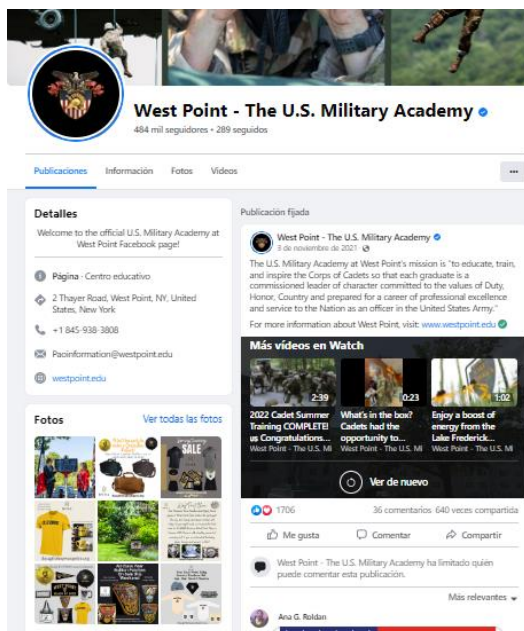 West Point - The U.S. Military Academy
484 mil seguidores • 289 seguidos
Publicaciones
Información
Fotos
Videos
Detalles
Welcome to the official U.S. Military Academy at
West Point Facebook page!
Página · Centro educativo
2 Thayer Road, West Point, NY, United
States, New York
+1 845-938-3808
Paoinformation@westpoint.edu
westpoint.edu
Fotos
Ver todas las fotos
SALE
Publicación fijada
West Point - The U.S. Military Academy
3 de noviembre de 2021
The U.S. Military Academy at West Point's mission is "to educate, train,
and inspire the Corps of Cadets so that each graduate is a
commissioned leader of character committed to the values of Duty,
Honor, Country and prepared for a career of professional excellence
and service to the Nation as an officer in the United States Army."
For more information about West Point, visit: www.westpoint.edu
Más vídeos en Watch
2:39
0:23
1:02
2022 Cadet Summer
Training COMPLETE!
us Congratulations...
West Point - The U.S. Mi
What's in the box?
Cadets had the
opportunity to...
West Point - The U.S. Mi
Enjoy a boost of
energy from the
Lake Frederick...
West Point - The U.S. Mi
Ver de nuevo
1706
36 comentarios 640 veces compartida
Me gusta
Comentar
Compartir
West Point - The U.S. Military Academy ha limitado quién
puede comentar esta publicación.
Más relevantes
Ana G. Roldan